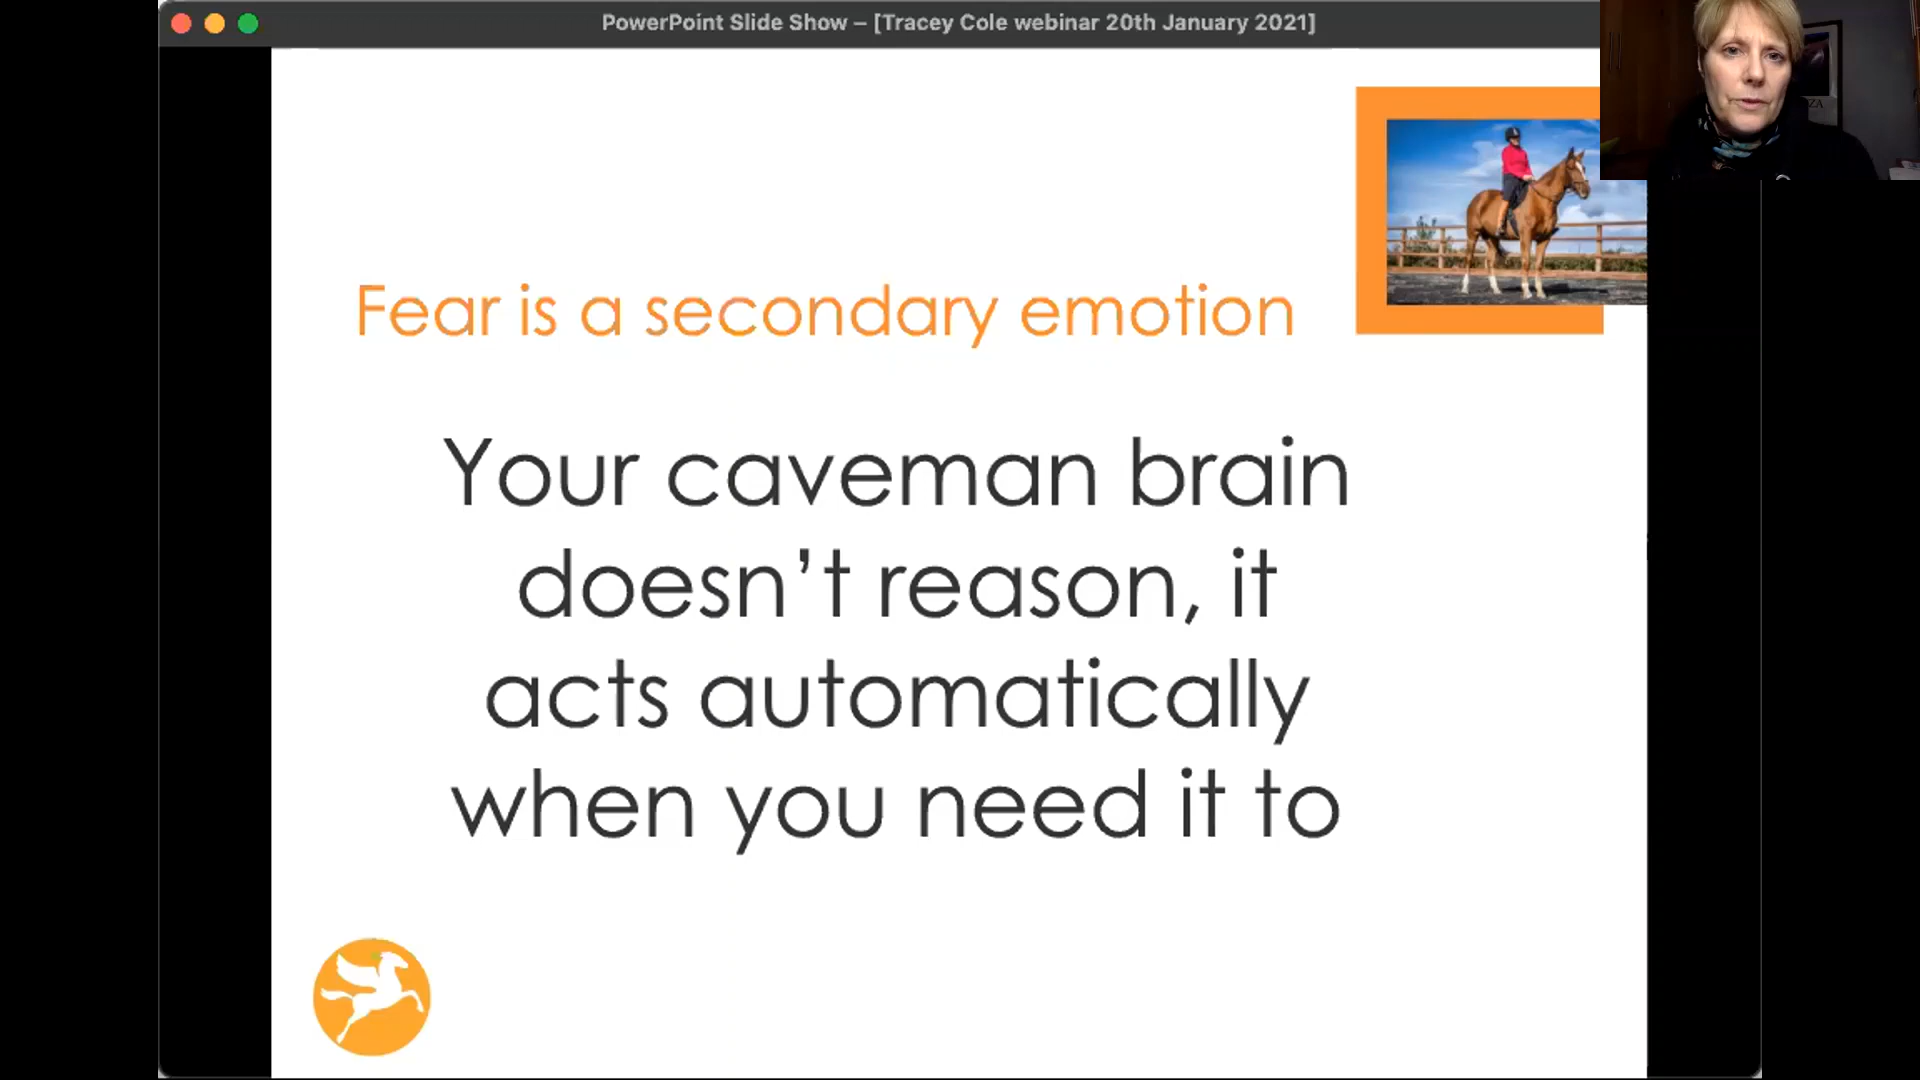 PowerPoint Slide Show – [Tracey Cole webinar 20th January 2021]
Fear is a secondary emotion
Your caveman brain
doesn’t reason, it
acts automatically
when you need it to